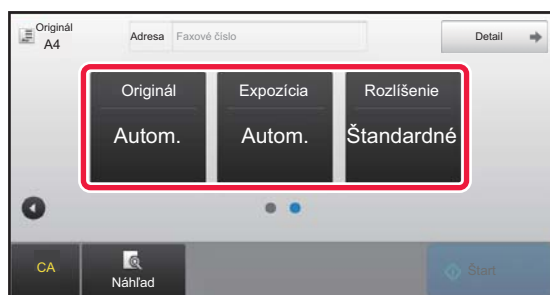 Originál
A4
Adresa
Faxové číslo
Detail
Originál
Autom.
Expozícia
Autom.
Rozlíšenie
Štandardné
CA
Náhľad
Štart